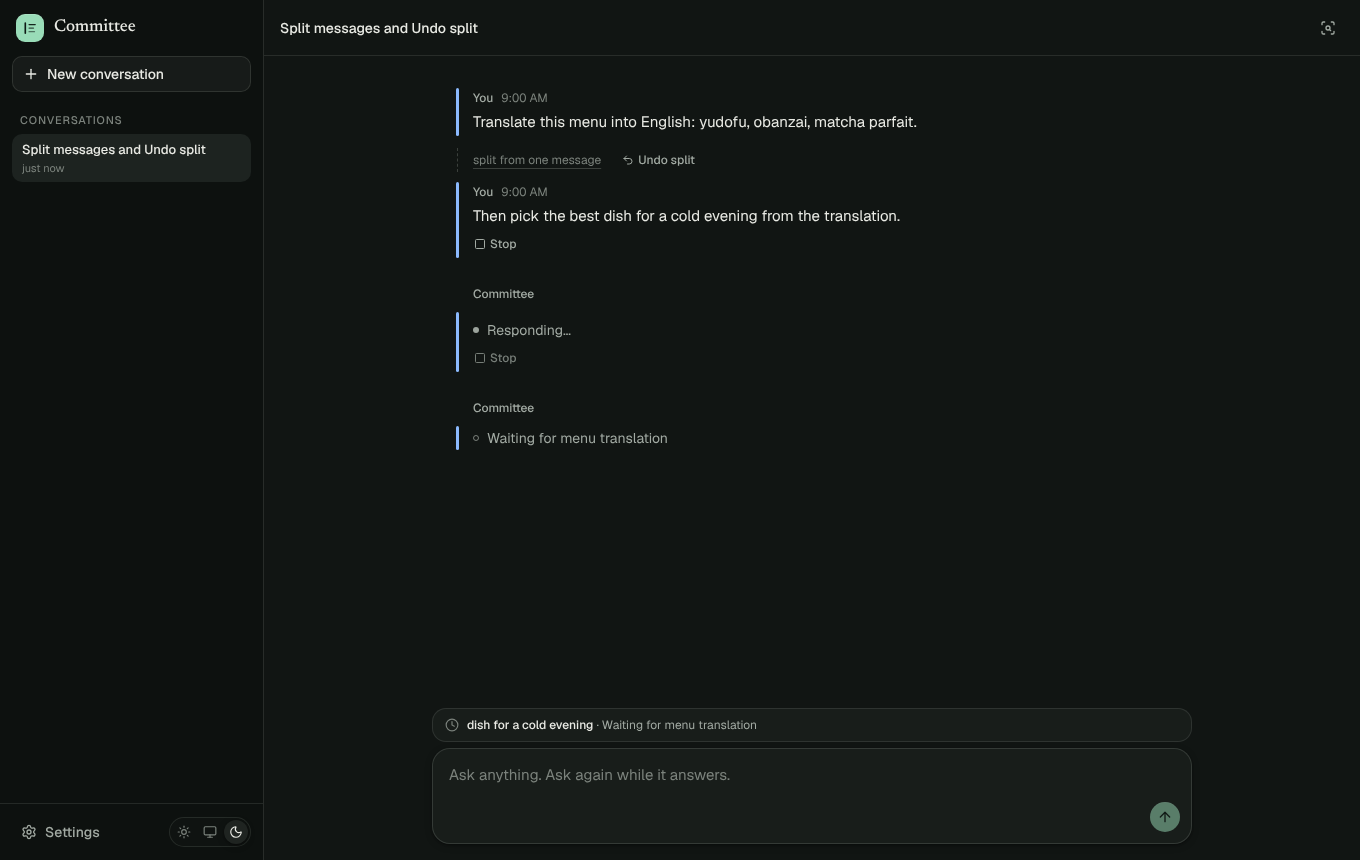 Committee
New conversation
CONVERSATIONS
Split messages and Undo split
just now
Settings
Split messages and Undo split
You 9:00 AM
Translate this menu into English: yudofu, obanzai, matcha parfait.
split from one message Undo split
You 9:00 AM
Then pick the best dish for a cold evening from the translation.
Stop
Committee
Responding…
Stop
Committee
Waiting for menu translation
dish for a cold evening · Waiting for menu translation
Ask anything. Ask again while it answers.